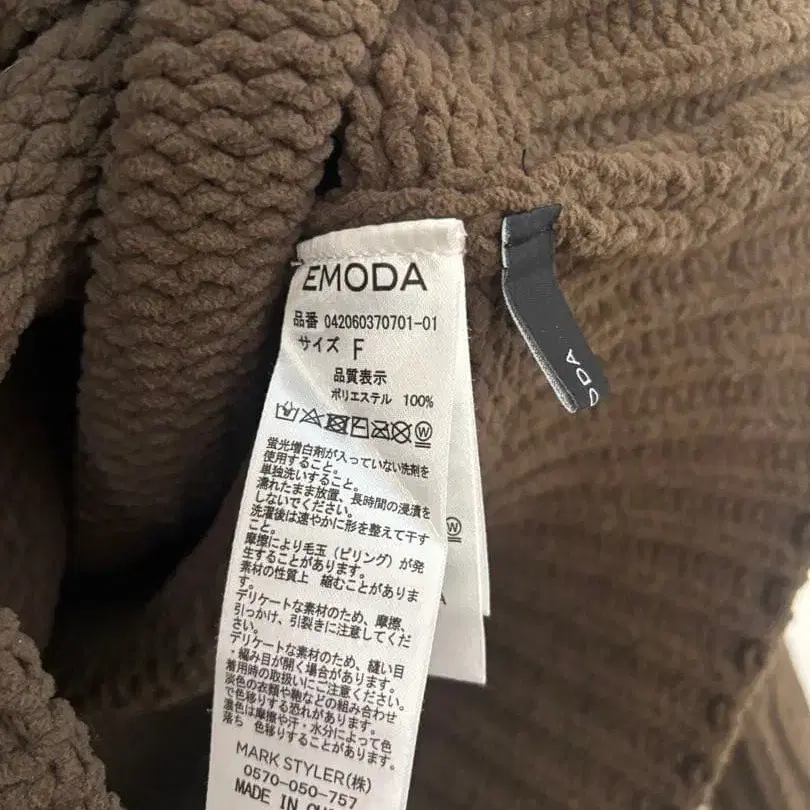 EMODA
品番 042060370701-01
サイズ F
品質表示
ポリエステル 100%
蛍光増白剤が入っていない洗剤を
使用すること。
単独洗いすること。
濡れたまま放置、長時間の浸漬を
しないでください。
洗濯後は速やかに形を整えて干す
こと。
摩擦により毛玉(ピリング)が発
生することがあります。
素材の性質上 縮むことがありま
す。
デリケートな素材のため、摩擦、
引っかけ、引裂きに注意してくだ
さい。
デリケートな素材のため、縫い目
・編み目が開く場合があります。
着用時の取扱いにご注意ください。
淡色の衣類や鞄などの組み合わせ
で色移りする恐れがあります。
濃色は摩擦や汗・水分によって色
落ち 色移りすることがあります。
MARK STYLER(株)
0570-050-757
MADE IN
W
W
A
ODA